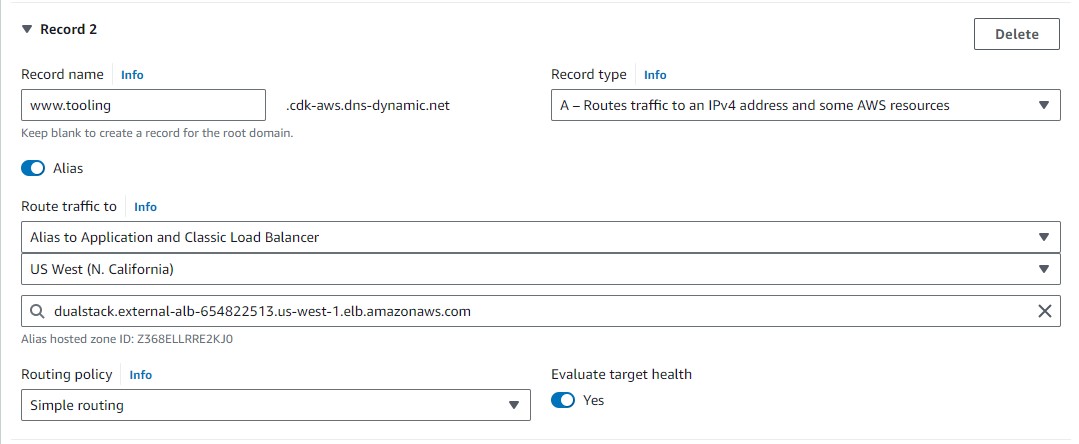 Record 2
Delete
Record name Info
Record type Info
www.tooling .cdk-aws.dns-dynamic.net
A – Routes traffic to an IPv4 address and some AWS resources
Keep blank to create a record for the root domain.
Alias
Route traffic to Info
Alias to Application and Classic Load Balancer
US West (N. California)
dualstack.external-alb-654822513.us-west-1.elb.amazonaws.com
Alias hosted zone ID: Z368ELLRRE2KJ0
Routing policy Info
Evaluate target health
Simple routing
Yes